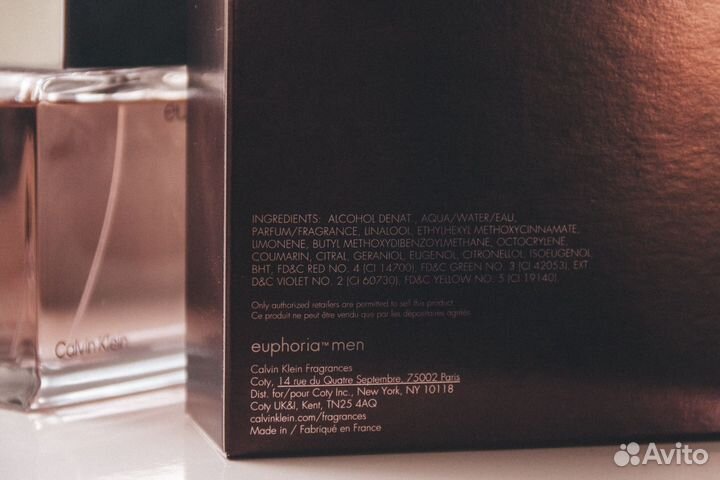 eu
Calvin Klein
INGREDIENTS: ALCOHOL DENAT., AQUA/WATER/EAU,
PARFUM/FRAGRANCE, LINALOOL, ETHYLHEXYL METHOXYCINNAMATE,
LIMONENE, BUTYL METHOXYDIBENZOYLMETHANE, OCTOCRYLENE,
COUMARIN, CITRAL, GERANIOL, EUGENOL, CITRONELLOL, ISOEUGENOL,
BHT, FD&C RED NO. 4 (CI 14700), FD&C GREEN NO. 3 (CI 42053), EXT.
D&C VIOLET NO. 2 (CI 60730), FD&C YELLOW NO. 5 (CI 19140).
Only authorized retailers are permitted to sell this product.
Ce produit ne peut être vendu que par les dépositaires agréés.
euphoria™ men
Calvin Klein Fragrances
Coty, 14 rue du Quatre Septembre, 75002 Paris
Dist. for/pour Coty Inc., New York, NY 10118
Coty UK&I, Kent, TN25 4AQ
calvinklein.com/fragrances
Made in / Fabriqué en France
Avito